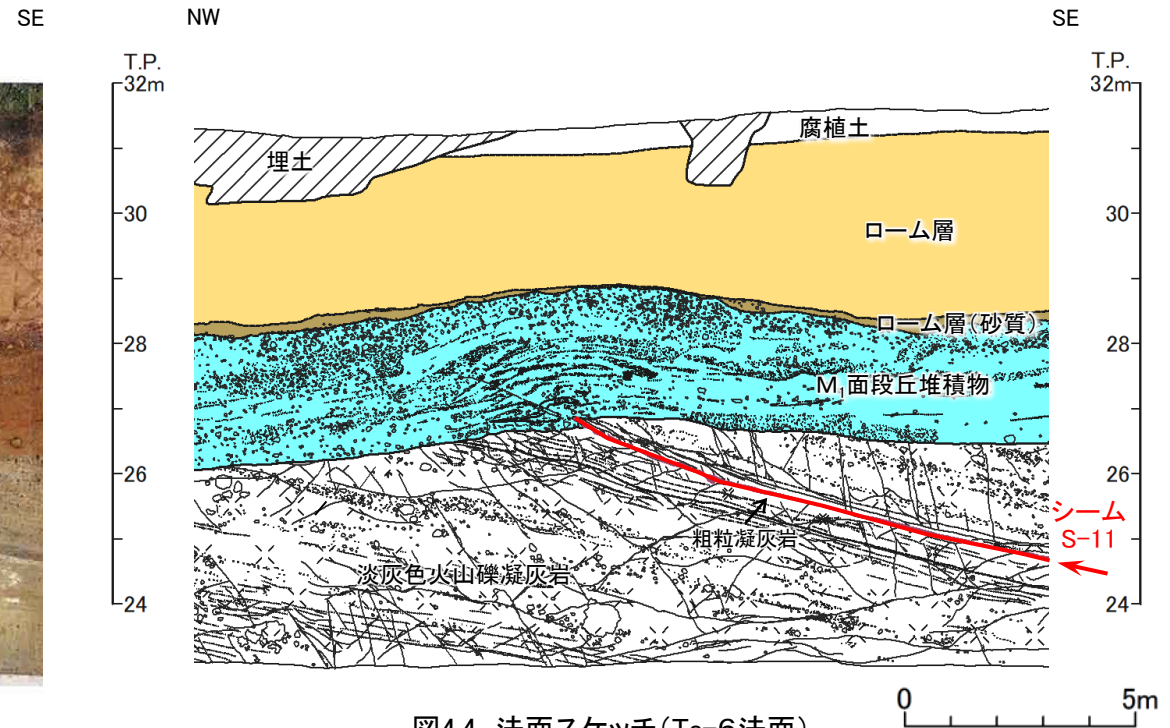 SE
NW
SE
T.P.
32m
30
28
26
24
T.P.
32m
30
28
26
24
埋土
腐植土
ローム層
ローム層(砂質)
M1面段丘堆積物
粗粒凝灰岩
淡灰色火山礫凝灰岩
シーム
S-11
0
5m